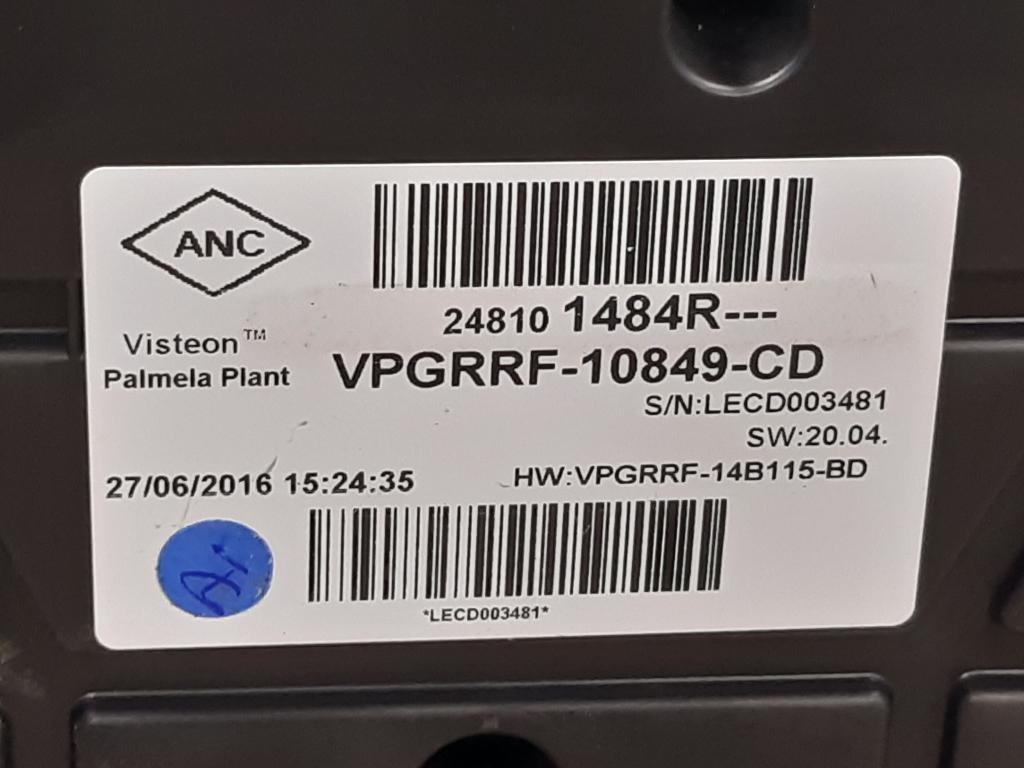 ANC
24810 1484R---
Visteon™
Palmela Plant
VPGRRF-10849-CD
S/N:LECD003481
SW:20.04.
27/06/2016 15:24:35
HW:VPGRRF-14B115-BD
*LECD003481*